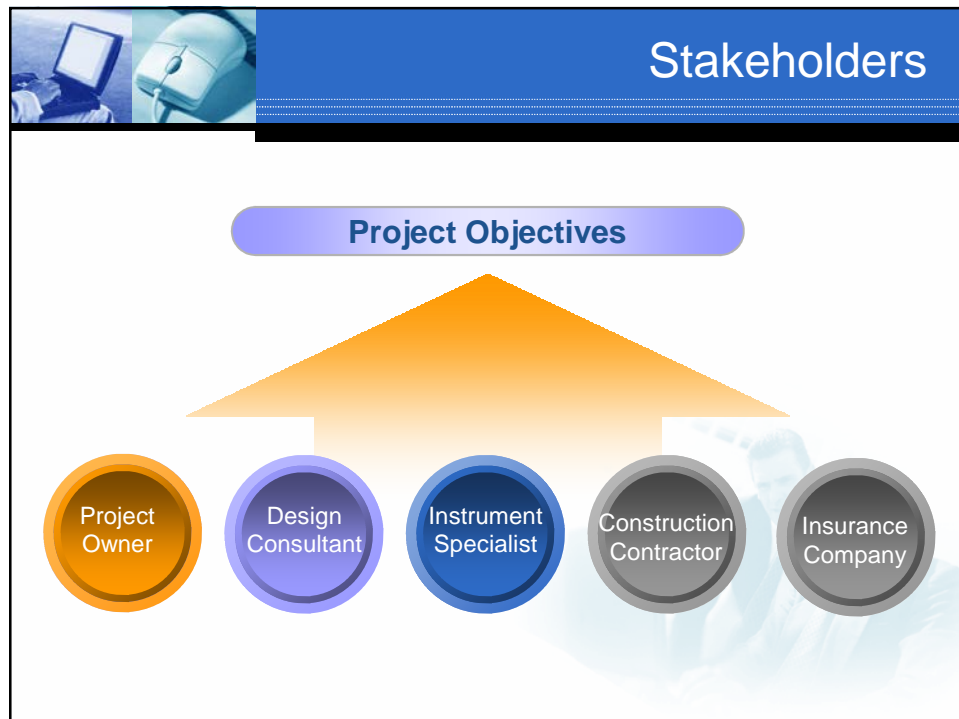 Stakeholders
Project Objectives
Project
Owner
Design
Consultant
Instrument
Specialist
Construction
Contractor
Insurance
Company